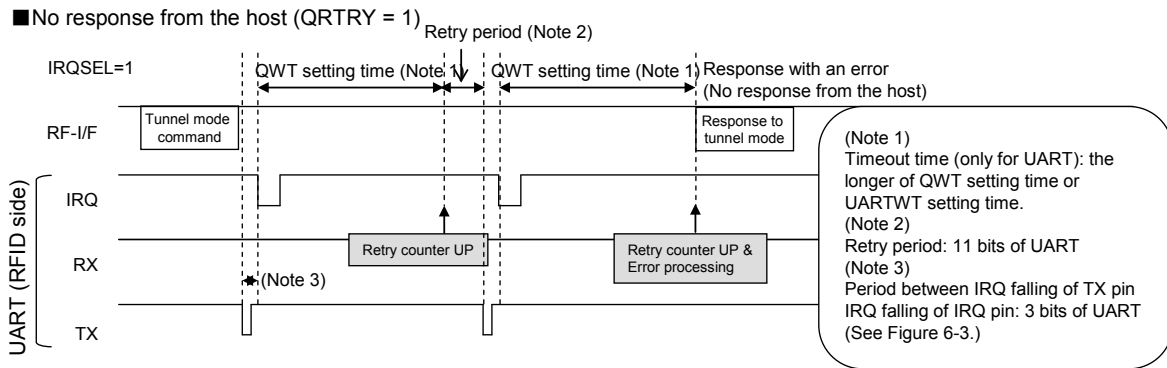 ■No response from the host (QRTRY = 1)
Retry period (Note 2)
IRQSEL=1
QWT setting time (Note 1)
QWT setting time (Note 1)
Response with an error
(No response from the host)
RF-I/F
Tunnel mode
command
Response to
tunnel mode
UART (RFID side)
IRQ
RX
Retry counter UP
Retry counter UP &
Error processing
(Note 3)
TX
(Note 1)
Timeout time (only for UART): the
longer of QWT setting time or
UARTWT setting time.
(Note 2)
Retry period: 11 bits of UART
(Note 3)
Period between IRQ falling of TX pin
IRQ falling of IRQ pin: 3 bits of UART
(See Figure 6-3.)